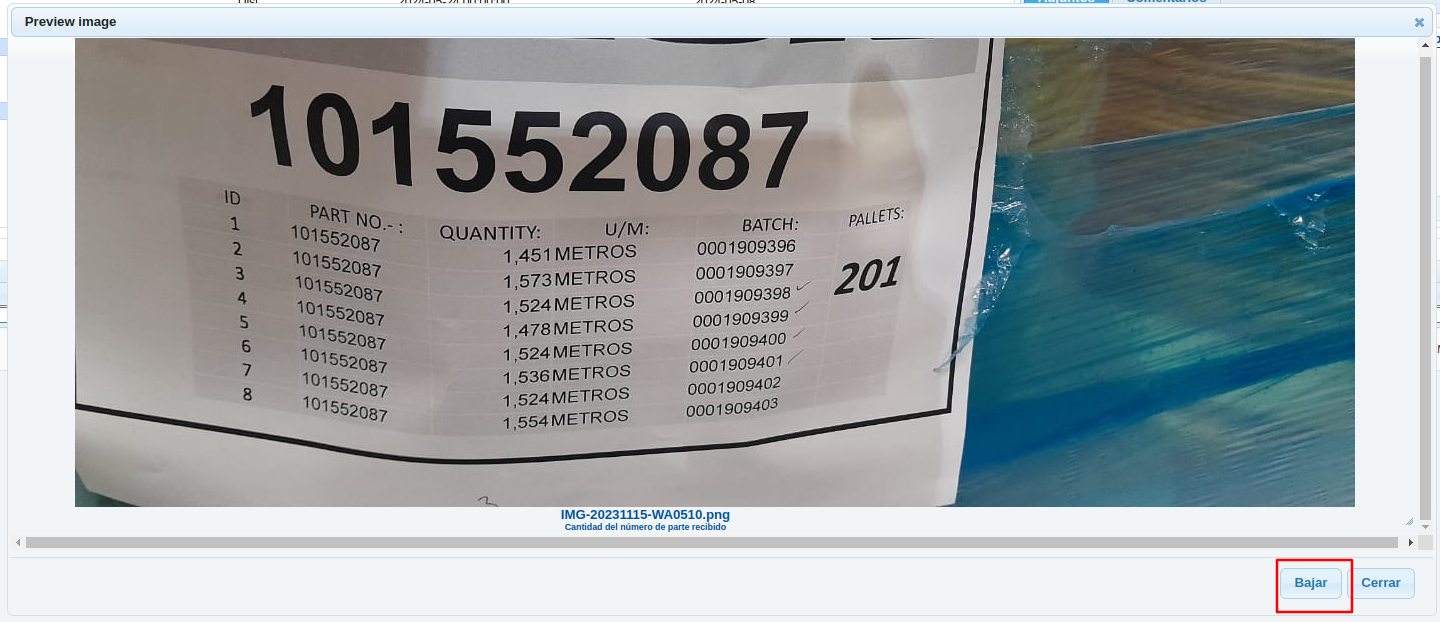 2024-05-08
Preview image
101552087
ID PART NO.- : QUANTITY: U/M: BATCH: PALLETS:
1 101552087 1,451 METROS 0001909396
2 101552087 1,573 METROS 0001909397
3 101552087 1,524 METROS 0001909398
4 101552087 1,478 METROS 0001909399
5 101552087 1,524 METROS 0001909400
6 101552087 1,536 METROS 0001909401
7 101552087 1,524 METROS 0001909402
8 101552087 1,554 METROS 0001909403
201
IMG-20231115-WA0510.png
Cantidad del número de parte recibido
Bajar Cerrar